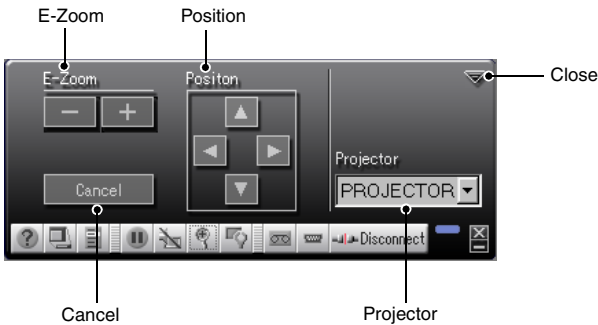 E-Zoom
Position
E-Zoom
Positon
Close
Projector
PROJECTOR
Cancel
Disconnect
Cancel
Projector